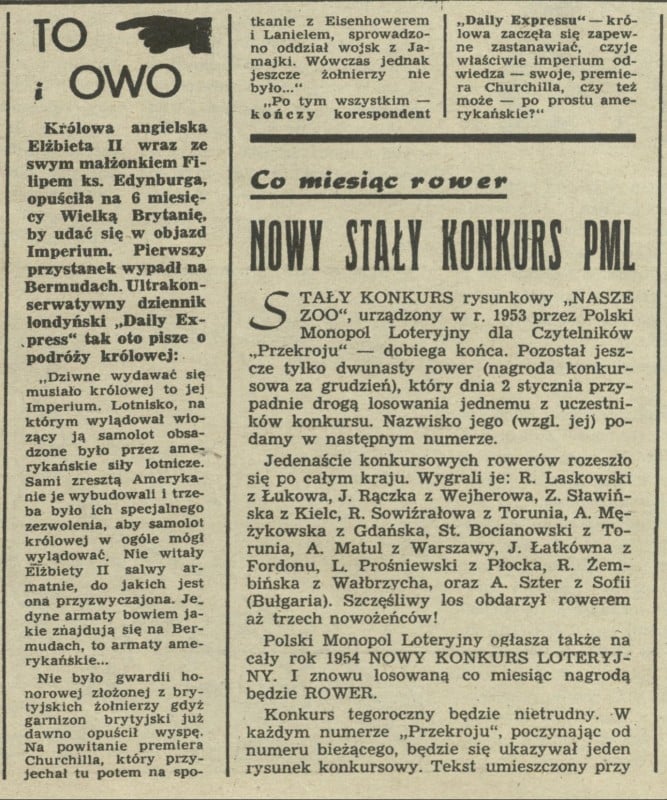 TO
i OWO
Królowa angielska
Elżbieta II wraz ze
swym małżonkiem Fi-
lipem ks. Edynburga,
opuściła na 6 miesię-
cy Wielką Brytanię,
by udać się w objazd
Imperium. Pierwszy
przystanek wypadł na
Bermudach. Ultrakon-
serwatywny dziennik
londyński „Daily Ex-
press" tak oto pisze o
podróży królowej:
„Dziwne wydawać się
musiało królowej to jej
Imperium. Lotnisko, na
którym wylądował wio-
zący ją samolot obsa-
dzone było przez ame-
rykańskie siły lotnicze.
Sami zresztą Ameryka-
nie je wybudowali i trze-
ba było ich specjalnego
zezwolenia, aby samolot
królowej w ogóle mógł
wylądować. Nie witały
Elżbiety II salwy ar-
matnie, do jakich jest
ona przyzwyczajona. Je-
dyne armaty bowiem ja-
kie znajdują się na Ber-
mudach, to armaty ame-
rykańskie...
Nie było gwardii ho-
norowej złożonej z bry-
tyjskich żołnierzy gdyż
garnizon brytyjski już
dawno opuścił wyspę.
Na powitanie premiera
Churchilla, który przy-
jechał tu potem na spo-
tkanie z Eisenhowerem
i Lanielem, sprowadzo-
no oddział wojsk z Ja-
majki. Wówczas jednak
jeszcze żołnierzy nie
było..."
„Po tym wszystkim —
kończy korespondent
„Daily Expressu" — kró-
lowa zaczęła się zapew-
ne zastanawiać, czyje
właściwie imperium od-
wiedza — swoje, premie-
ra Churchilla, czy też
może — po prostu ame-
rykańskie?"
Co miesiąc rower
NOWY STAŁY KONKURS PML
STAŁY KONKURS rysunkowy „NASZE
ZOO", urządzony w r. 1953 przez Polski
Monopol Loteryjny dla Czytelników
„Przekroju" — dobiega końca. Pozostał jesz-
cze tylko dwunasty rower (nagroda konkur-
sowa za grudzień), który dnia 2 stycznia przy-
padnie drogą losowania jednemu z uczestni-
ków konkursu. Nazwisko jego (wzgl. jej) po-
damy w następnym numerze.
Jedenaście konkursowych rowerów rozeszło
się po całym kraju. Wygrali je: R. Laskowski
z Łukowa, J. Rączka z Wejherowa, Z. Sławiń-
ska z Kielc, R. Sowiźrałowa z Torunia, A. Mę-
żykowska z Gdańska, St. Bocianowski z To-
runia, A. Matul z Warszawy, J. Łatkówna z
Fordonu, L. Prośniewski z Płocka, R. Żem-
bińska z Wałbrzycha, oraz A. Szter z Sofii
(Bułgaria). Szczęśliwy los obdarzył rowerem
aż trzech nowożeńców!
Polski Monopol Loteryjny ogłasza także na
cały rok 1954 NOWY KONKURS LOTERYJ-
NY. I znowu losowaną co miesiąc nagrodą
będzie ROWER.
Konkurs tegoroczny będzie nietrudny. W
każdym numerze „Przekroju", poczynając od
numeru bieżącego, będzie się ukazywał jeden
rysunek konkursowy. Tekst umieszczony przy